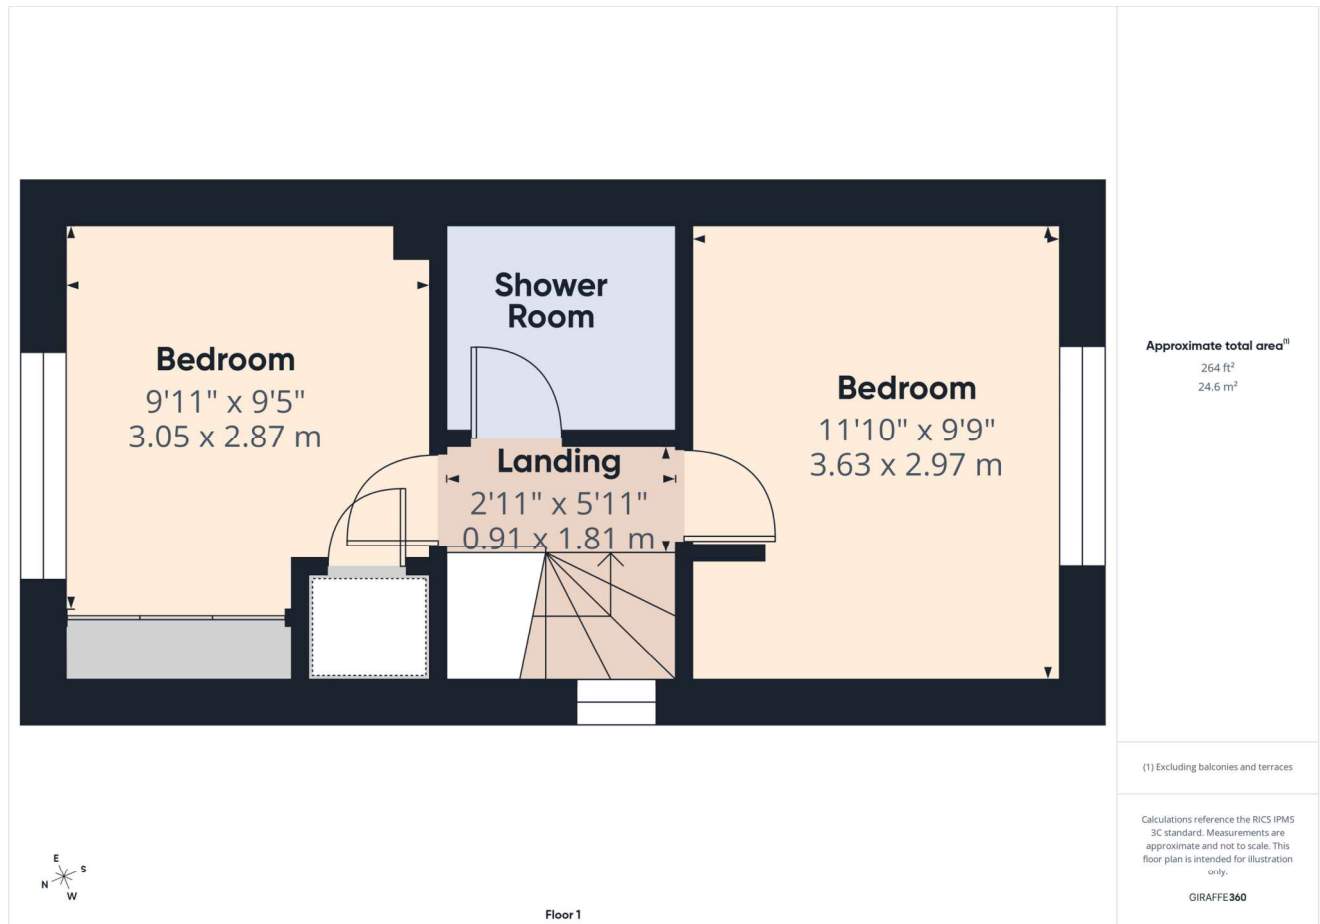 Bedroom
9'11" x 9'5"
3.05 x 2.87 m
Shower
Room
Landing
2'11" x 5'11"
0.91 x 1.81 m
Bedroom
11'10" x 9'9"
3.63 x 2.97 m
Approximate total area(1)
264 ft²
24.6 m²
(1) Excluding balconies and terraces
Calculations reference the RICS IPMS
3C standard. Measurements are
approximate and not to scale. This
floor plan is intended for illustration
only.
GIRAFFE360
E
S
N
W
Floor 1